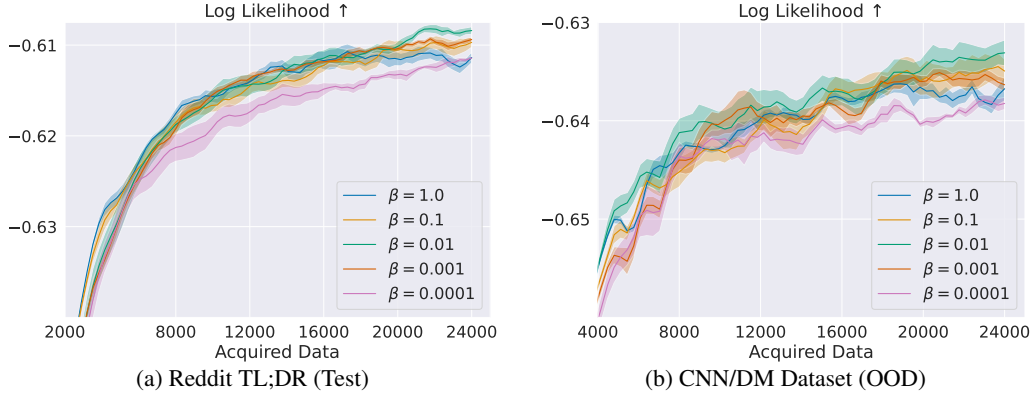 Log Likelihood ↑
−0.61
−0.62
−0.63
β = 1.0
β = 0.1
β = 0.01
β = 0.001
β = 0.0001
2000 8000 12000 16000 20000 24000
Acquired Data
(a) Reddit TL;DR (Test)
Log Likelihood ↑
−0.63
−0.64
−0.65
β = 1.0
β = 0.1
β = 0.01
β = 0.001
β = 0.0001
4000 8000 12000 16000 20000 24000
Acquired Data
(b) CNN/DM Dataset (OOD)